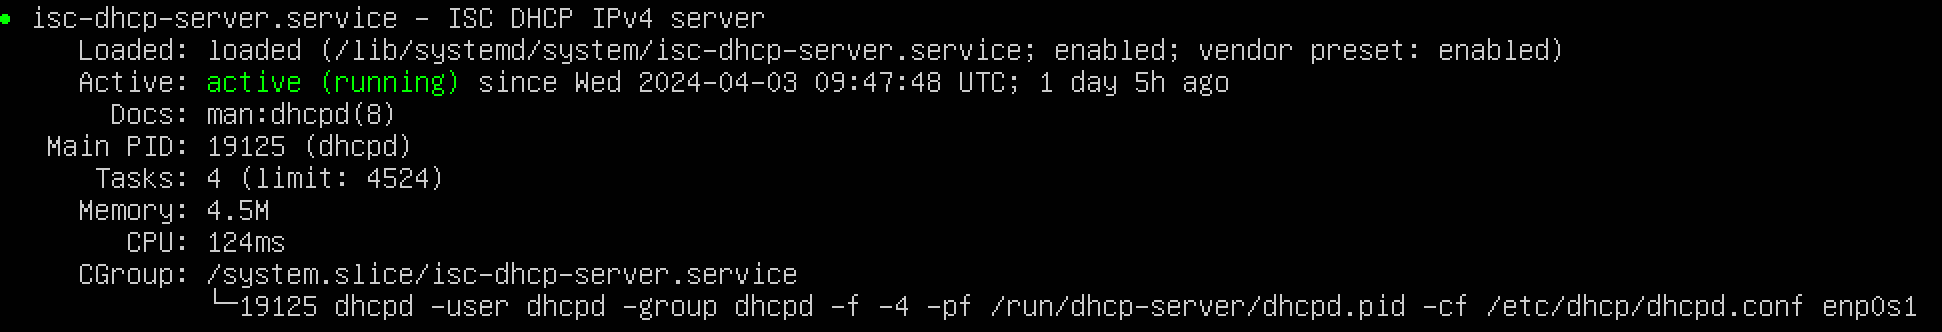 ● isc-dhcp-server.service - ISC DHCP IPv4 server
Loaded: loaded (/lib/systemd/system/isc-dhcp-server.service; enabled; vendor preset: enabled)
Active: active (running) since Wed 2024-04-03 09:47:48 UTC; 1 day 5h ago
Docs: man:dhcpd(8)
Main PID: 19125 (dhcpd)
Tasks: 4 (limit: 4524)
Memory: 4.5M
CPU: 124ms
CGroup: /system.slice/isc-dhcp-server.service
└─19125 dhcpd -user dhcpd -group dhcpd -f -4 -pf /run/dhcp-server/dhcpd.pid -cf /etc/dhcp/dhcpd.conf enp0s1